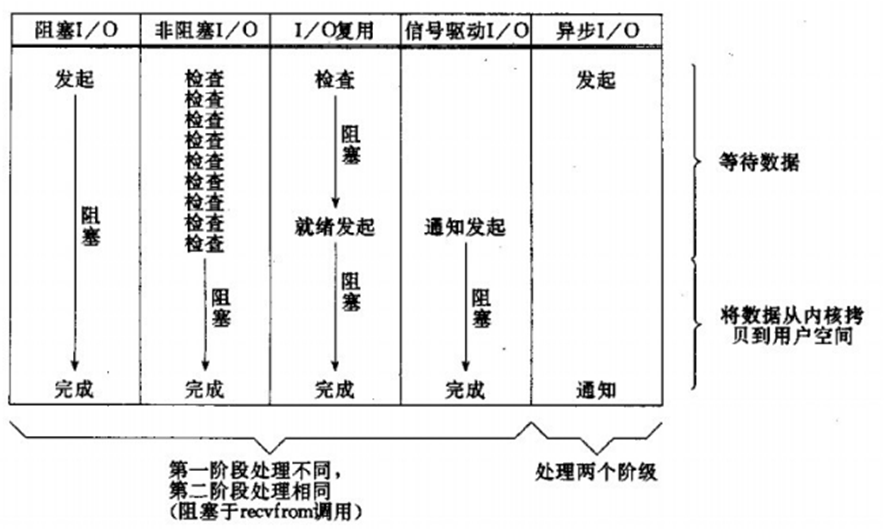 阻塞I/O 非阻塞I/O I/O复用 信号驱动I/O 异步I/O
发起 检查 检查 发起
检查
检查
检查
检查
检查
检查
检查
检查
阻塞
阻塞
就绪发起 通知发起
阻塞
阻塞
阻塞
完成 完成 完成 完成 通知
等待数据
将数据从内核拷
贝到用户空间
第一阶段处理不同，
第二阶段处理相同
(阻塞于recvfrom调用)
处理两个阶级